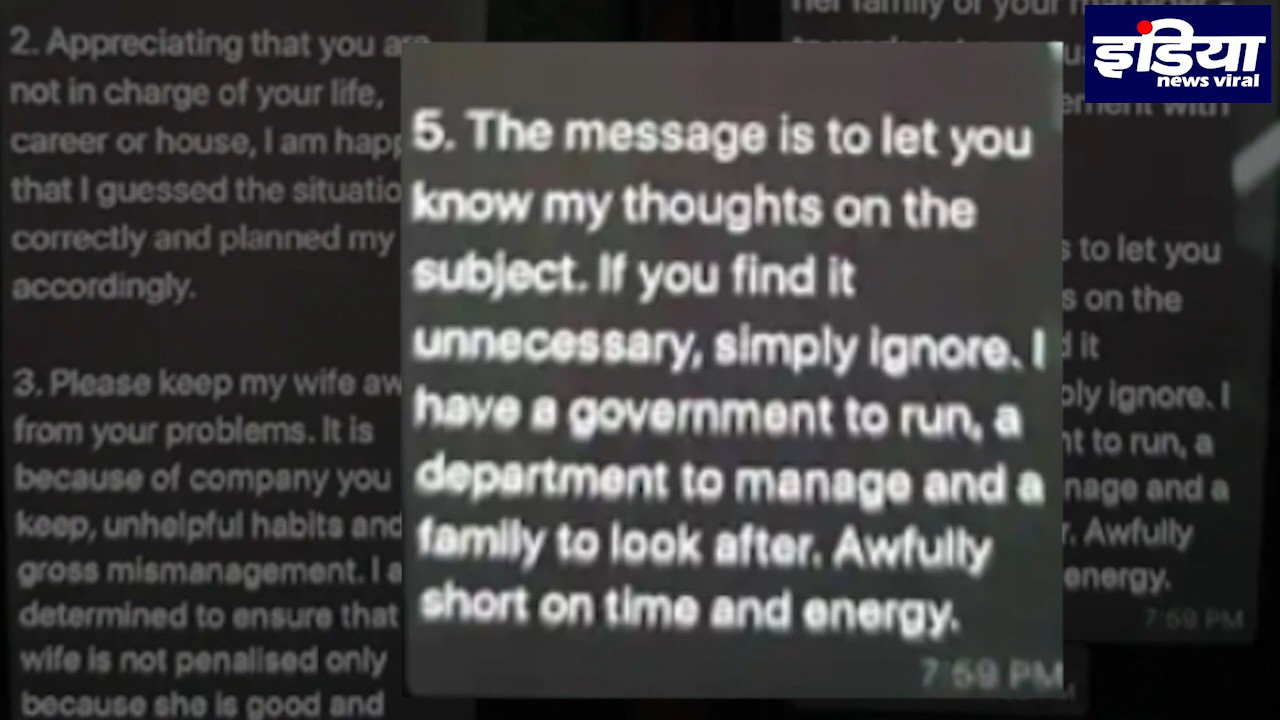 2. Appreciating that you are
not in charge of your life,
career or house, I am happ
that I guessed the situatio
correctly and planned my
accordingly.
3. Please keep my wife aw
from your problems. It is
because of company you
keep, unhelpful habits and
gross mismanagement. I a
determined to ensure that
wife is not penalised only
because she is good and
5. The message is to let you
know my thoughts on the
subject. If you find it
unnecessary, simply ignore. I
have a government to run, a
department to manage and a
family to look after. Awfully
short on time and energy.
7:59 PM
her family or your manager's
ement with
s to let you
s on the
d it
ply ignore. I
nt to run, a
nage and a
r. Awfully
energy.
7:59 PM
इंडिया
news viral